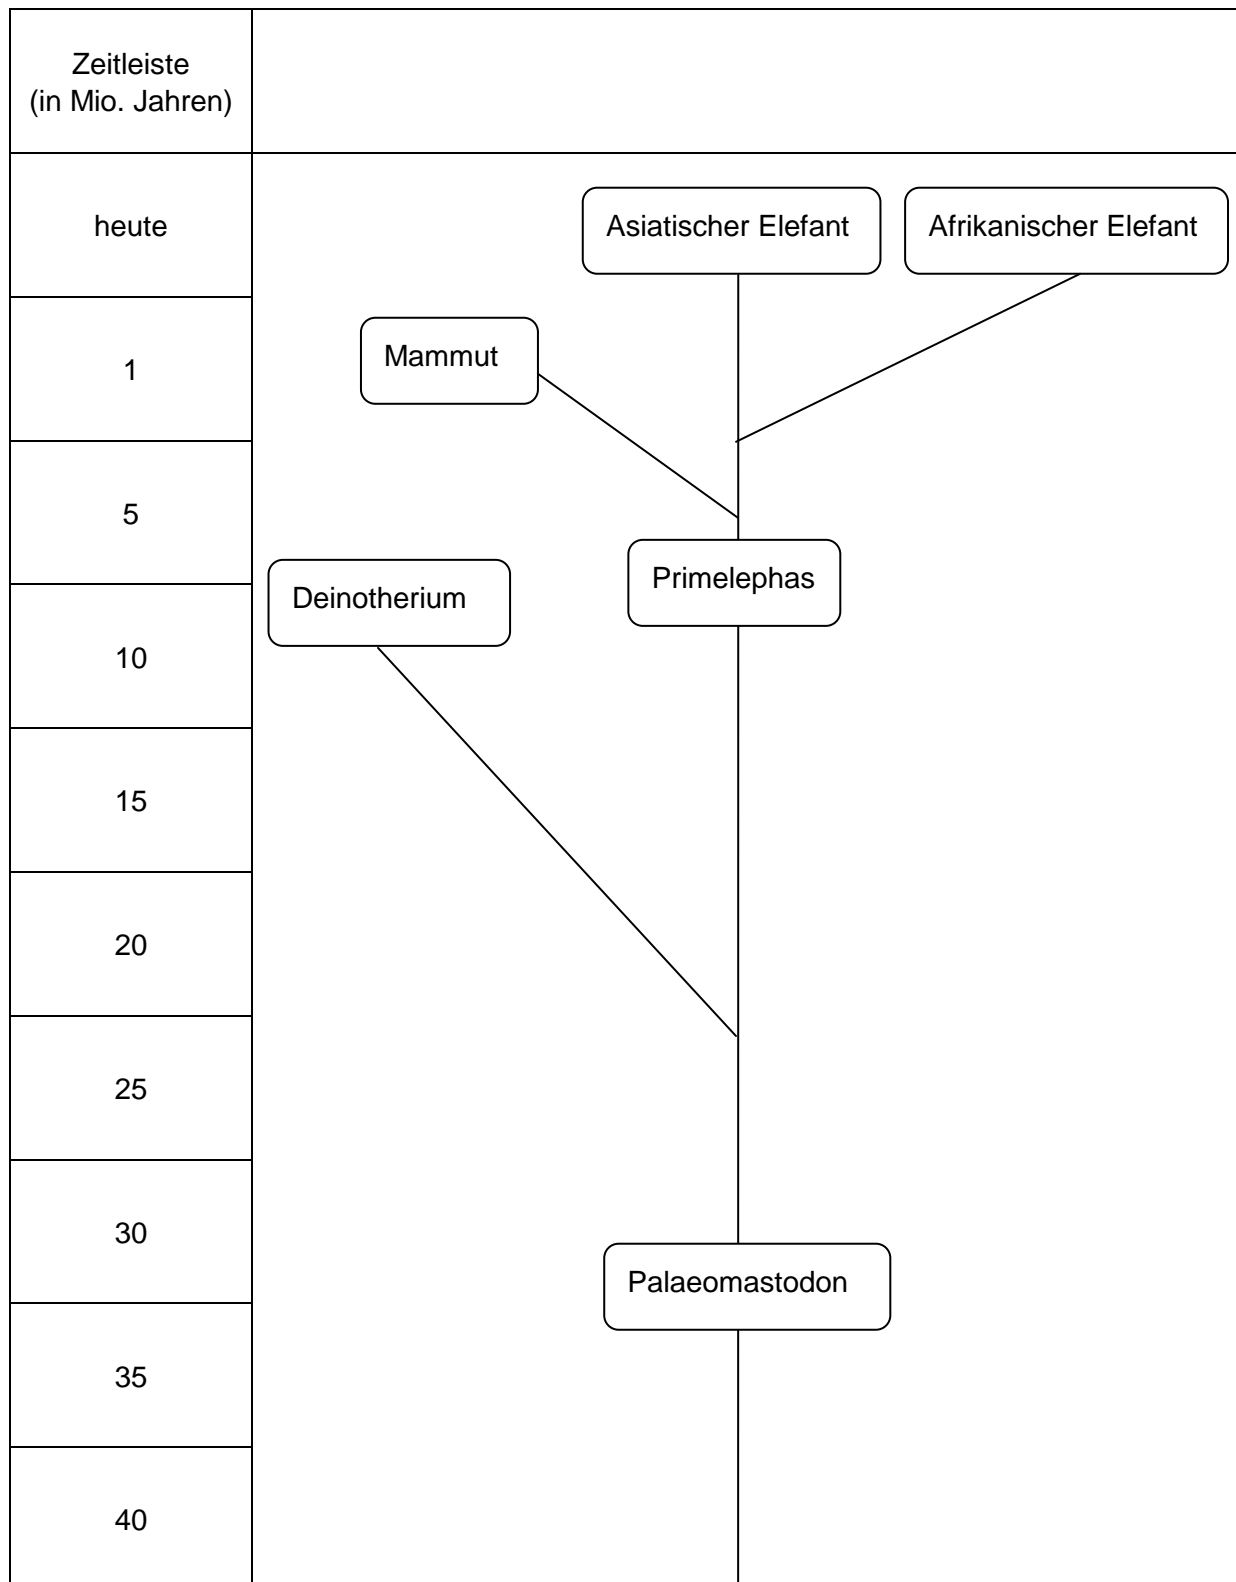 Zeitleiste
(in Mio. Jahren)
heute
Asiatischer Elefant
Afrikanischer Elefant
1
Mammut
5
Primelephas
Deinotherium
10
15
20
25
30
Palaeomastodon
35
40